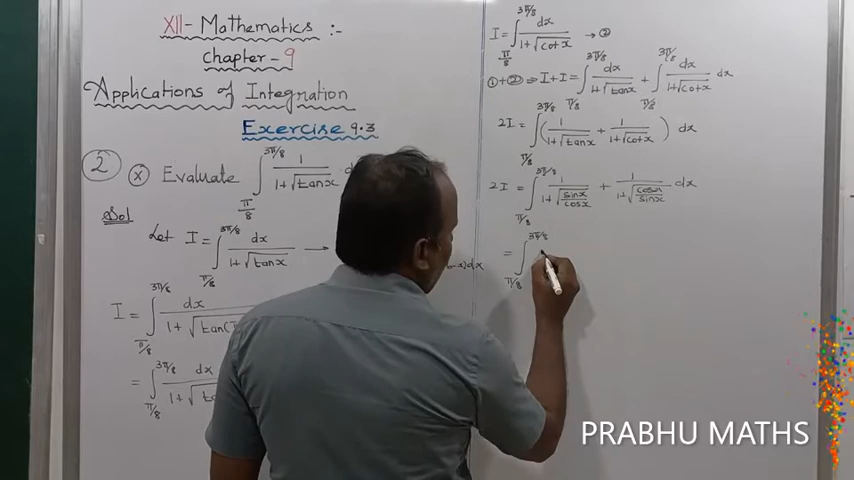 XII - Mathematics :-
Chapter - 9
Applications of Integration
Exercise 9.3
② ⓧ Evaluate ∫_{π/8}^{3π/8} 1/(1+√tanx)
Sol
Let I = ∫_{π/8}^{3π/8} dx/(1+√tanx) →
I = ∫_{π/8}^{3π/8} dx/(1+√tan(
= ∫_{π/8}^{3π/8} dx/(1+√
I = ∫_{π/8}^{3π/8} dx/(1+√cotx) → ②
①+② ⇒ I+I = ∫_{π/8}^{3π/8} dx/(1+√tanx) + ∫_{π/8}^{3π/8} dx/(1+√cotx) dx
2I = ∫_{π/8}^{3π/8} (1/(1+√tanx) + 1/(1+√cotx)) dx
2I = ∫_{π/8}^{3π/8} 1/(1+√(sinx/cosx)) + 1/(1+√(cosx/sinx)) dx
= ∫_{π/8}^{3π/8}
PRABHU MATHS